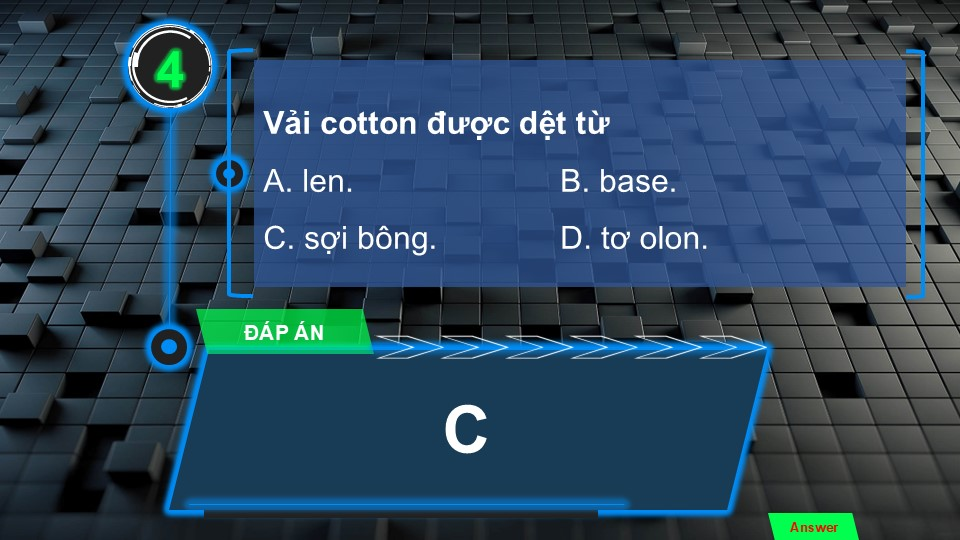 4
Vải cotton được dệt từ
A. len. B. base.
C. sợi bông. D. tơ olon.
ĐÁP ÁN
C
Answer